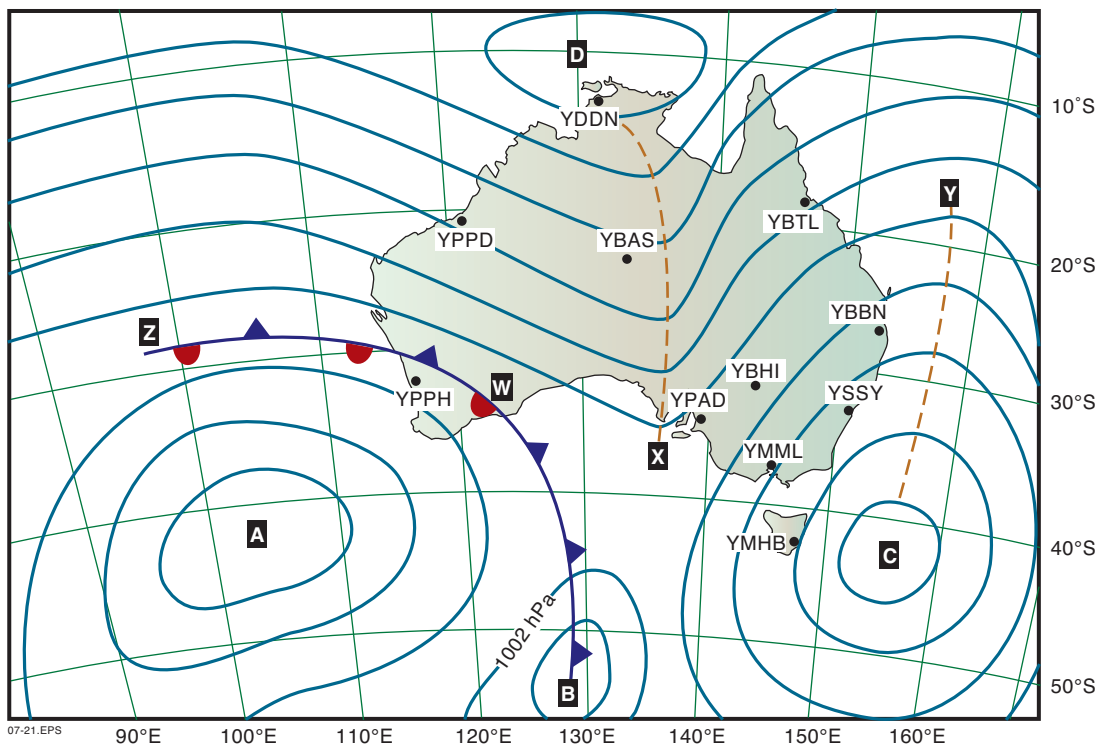 D
10˚S
YDDN
Y
YPPD
YBAS
YBTL
20˚S
Z
YBBN
YPPH
W
YBHI
YPAD
YSSY
30˚S
X
YMML
A
YMHB
C
40˚S
1002 hPa
B
50˚S
07-21.EPS
90˚E
100˚E
110˚E
120˚E
130˚E
140˚E
150˚E
160˚E